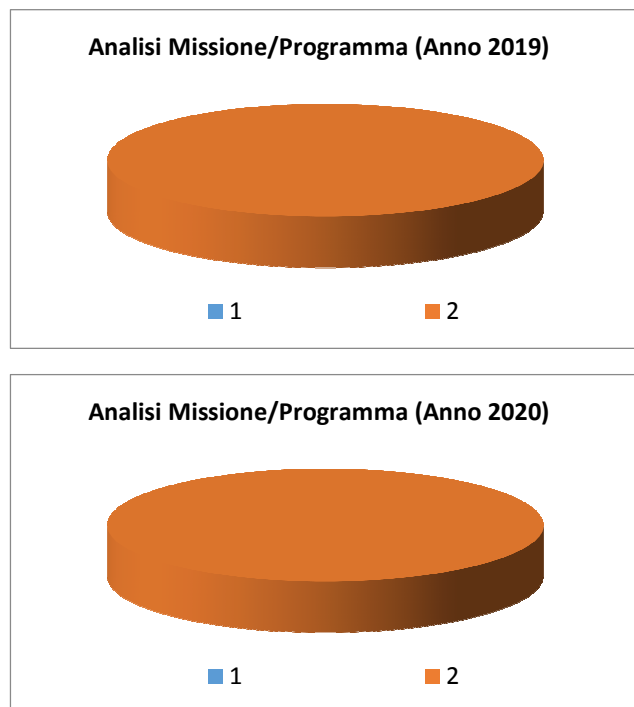 Analisi Missione/Programma (Anno 2019)
1 2
Analisi Missione/Programma (Anno 2020)
1 2